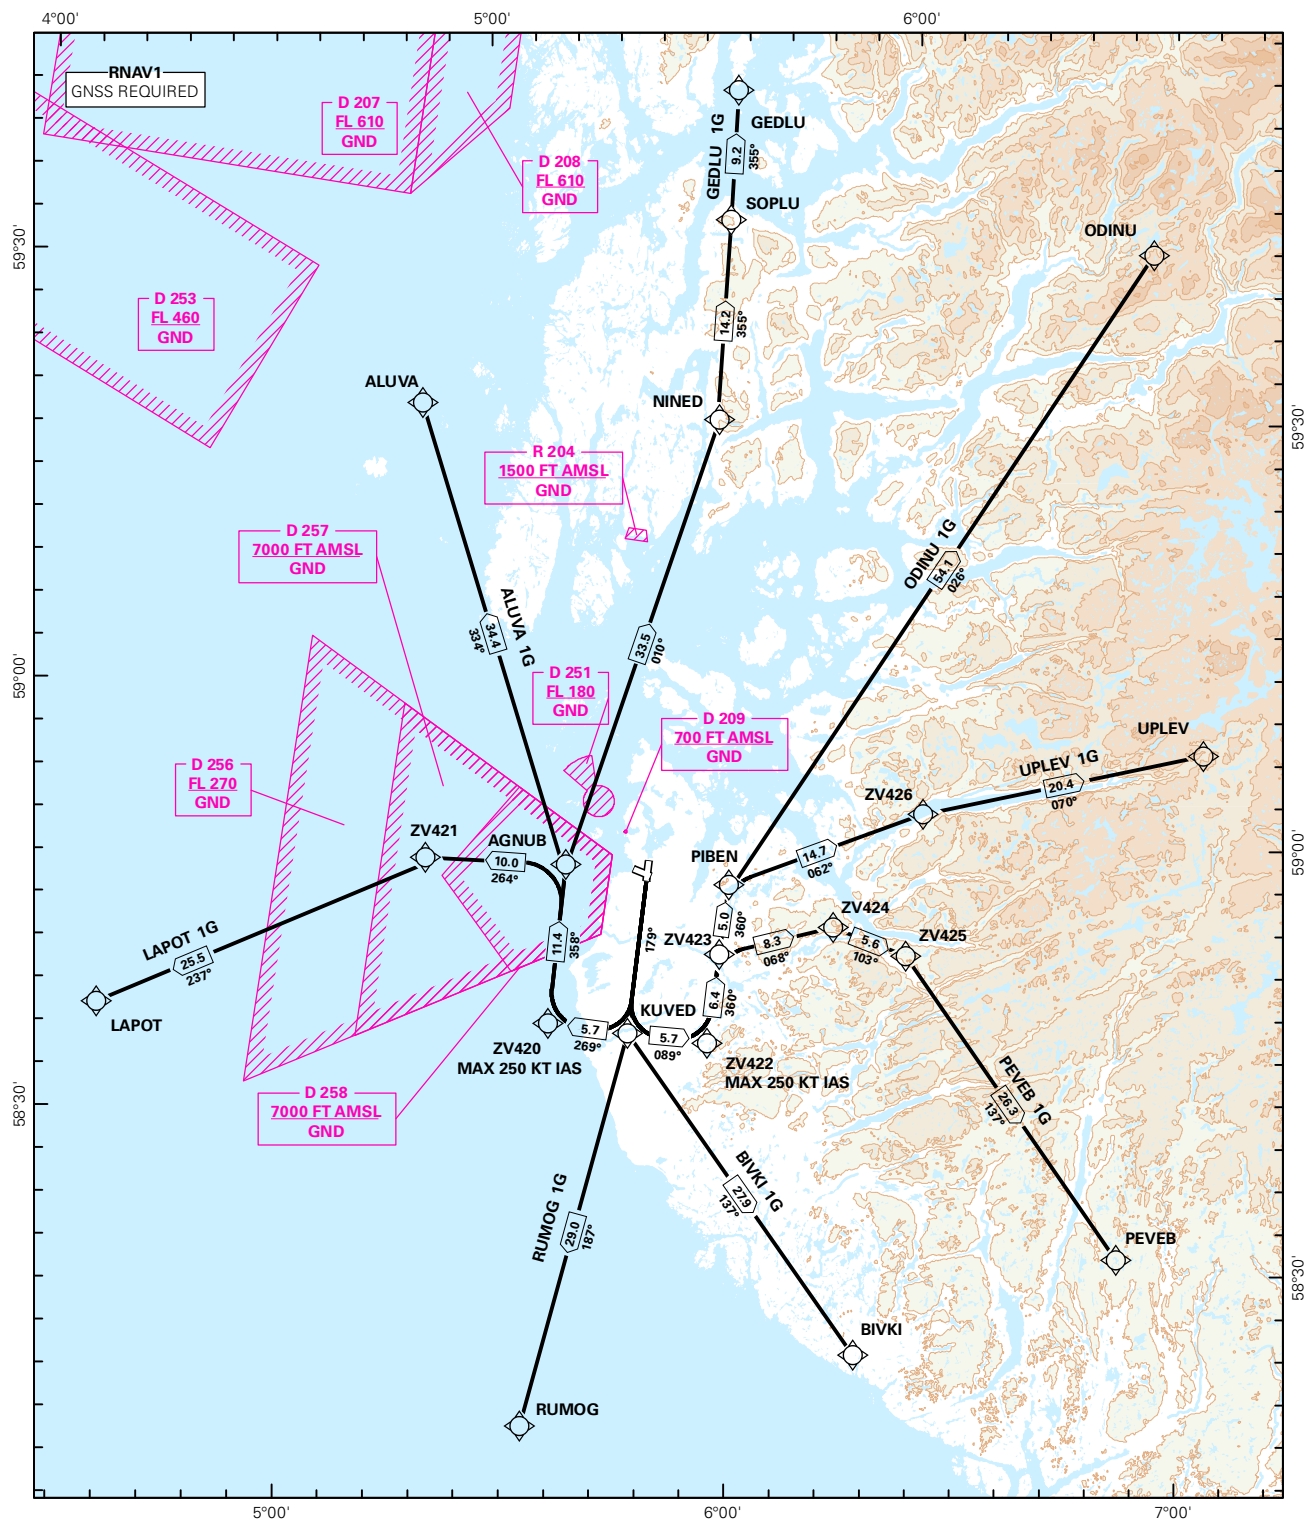 4°00'
5°00'
6°00'
RNAV1
GNSS REQUIRED
D 207
FL 610
GND
D 208
FL 610
GND
GEDLU
GEDLU 1G
9.2
355°
SOPLU
ODINU
59°30'
D 253
FL 460
GND
14.2
355°
ALUVA
NINED
59°30'
R 204
1500 FT AMSL
GND
D 257
7000 FT AMSL
GND
ODINU 1G
54.1
026°
ALUVA 1G
34.4
334°
33.5
010°
59°00'
D 251
FL 180
GND
D 209
700 FT AMSL
GND
UPLEV
UPLEV 1G
20.4
070°
D 256
FL 270
GND
ZV426
ZV421
AGNUB
10.0
264°
PIBEN
14.7
062°
59°00'
5.0
360°
ZV424
LAPOT 1G
25.5
237°
11.4
358°
179°
ZV423
8.3
068°
5.6
103°
ZV425
LAPOT
6.4
360°
KUVED
5.7
269°
5.7
089°
ZV420
MAX 250 KT IAS
ZV422
MAX 250 KT IAS
58°30'
D 258
7000 FT AMSL
GND
PEVEB 1G
26.3
137°
BIVKI 1G
27.9
137°
RUMOG 1G
29.0
187°
PEVEB
58°30'
BIVKI
RUMOG
5°00'
6°00'
7°00'